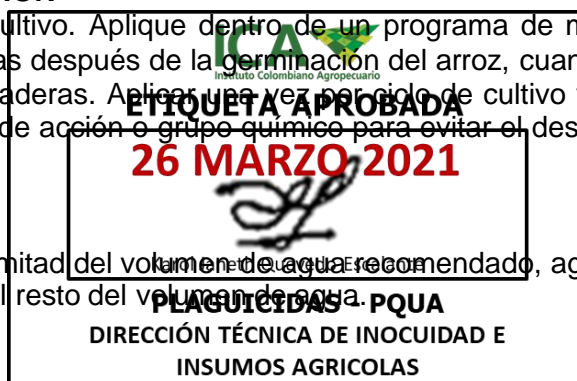 ultivo. Aplique dentro de un programa de m
as después de la germinación del arroz, cuan
ICA
Instituto Colombiano Agropecuario
aderas. Aplicar una vez por ciclo de cultivo
ETIQUETA APROBADA
de acción o grupo químico para evitar el des
26 MARZO 2021
mitad del volumen de agua recomendado, ag
Escalante
l resto del volumen de agua.
PLAGUICIDAS - PQUA
DIRECCIÓN TÉCNICA DE INOCUIDAD E
INSUMOS AGRICOLAS